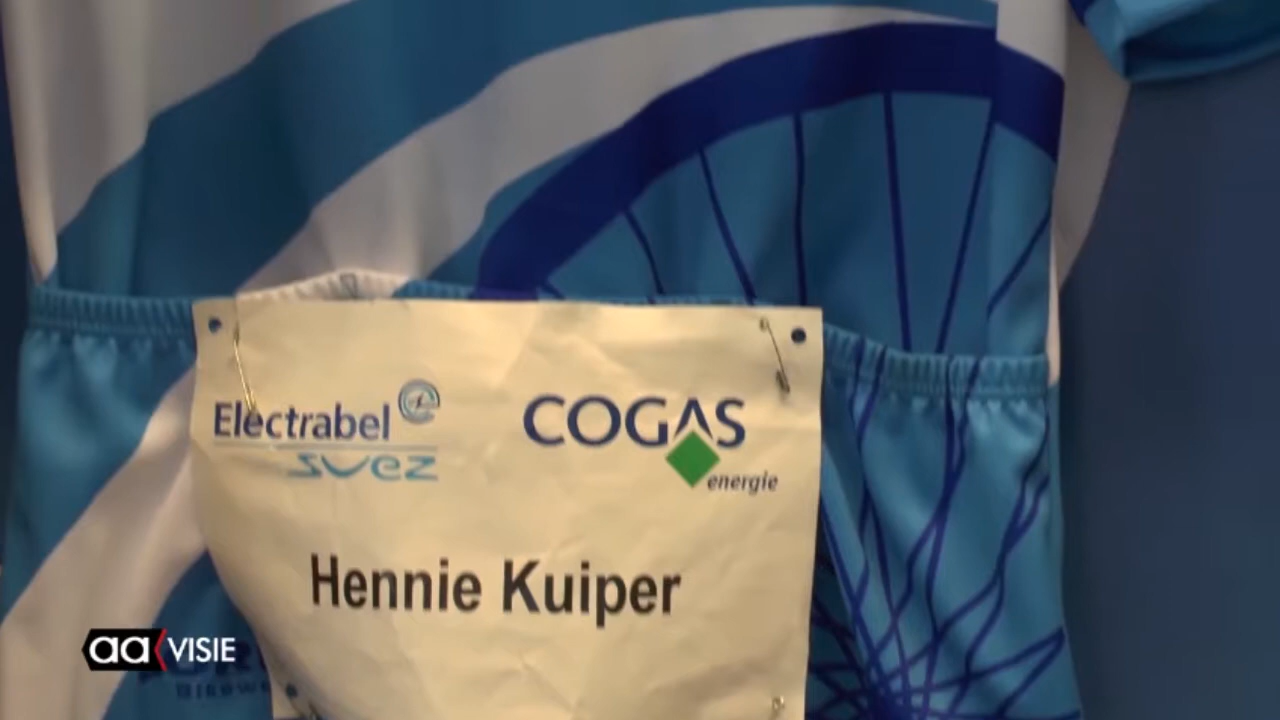 Electrabel
suez
COGAS
energie
Hennie Kuiper
aa VISIE